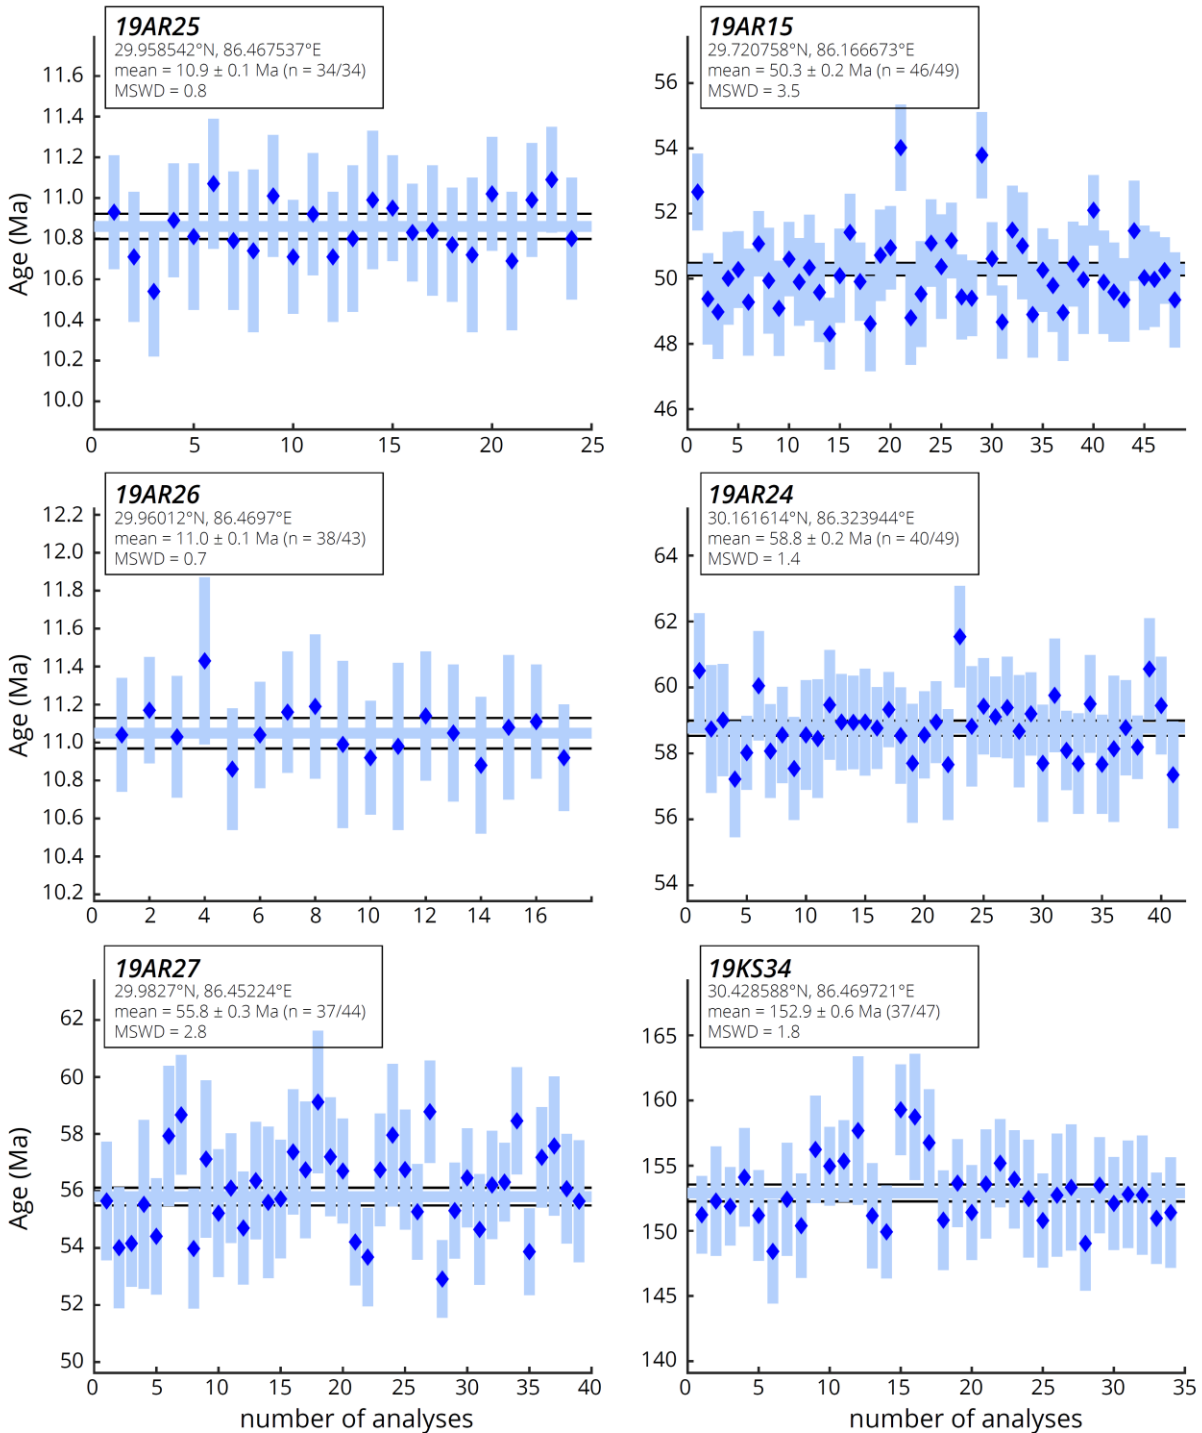 19AR25
29.958542°N, 86.467537°E
mean = 10.9 ± 0.1 Ma (n = 34/34)
MSWD = 0.8
Age (Ma)
11.6
11.4
11.2
11.0
10.8
10.6
10.4
10.2
10.0
0 5 10 15 20 25
19AR15
29.720758°N, 86.166673°E
mean = 50.3 ± 0.2 Ma (n = 46/49)
MSWD = 3.5
56
54
52
50
48
46
0 5 10 15 20 25 30 35 40 45
19AR26
29.96012°N, 86.4697°E
mean = 11.0 ± 0.1 Ma (n = 38/43)
MSWD = 0.7
Age (Ma)
12.2
12.0
11.8
11.6
11.4
11.2
11.0
10.8
10.6
10.4
10.2
0 2 4 6 8 10 12 14 16
19AR24
30.161614°N, 86.323944°E
mean = 58.8 ± 0.2 Ma (n = 40/49)
MSWD = 1.4
64
62
60
58
56
54
0 5 10 15 20 25 30 35 40
19AR27
29.9827°N, 86.45224°E
mean = 55.8 ± 0.3 Ma (n = 37/44)
MSWD = 2.8
Age (Ma)
62
60
58
56
54
52
50
0 5 10 15 20 25 30 35 40
number of analyses
19KS34
30.428588°N, 86.469721°E
mean = 152.9 ± 0.6 Ma (37/47)
MSWD = 1.8
165
160
155
150
145
140
0 5 10 15 20 25 30 35
number of analyses